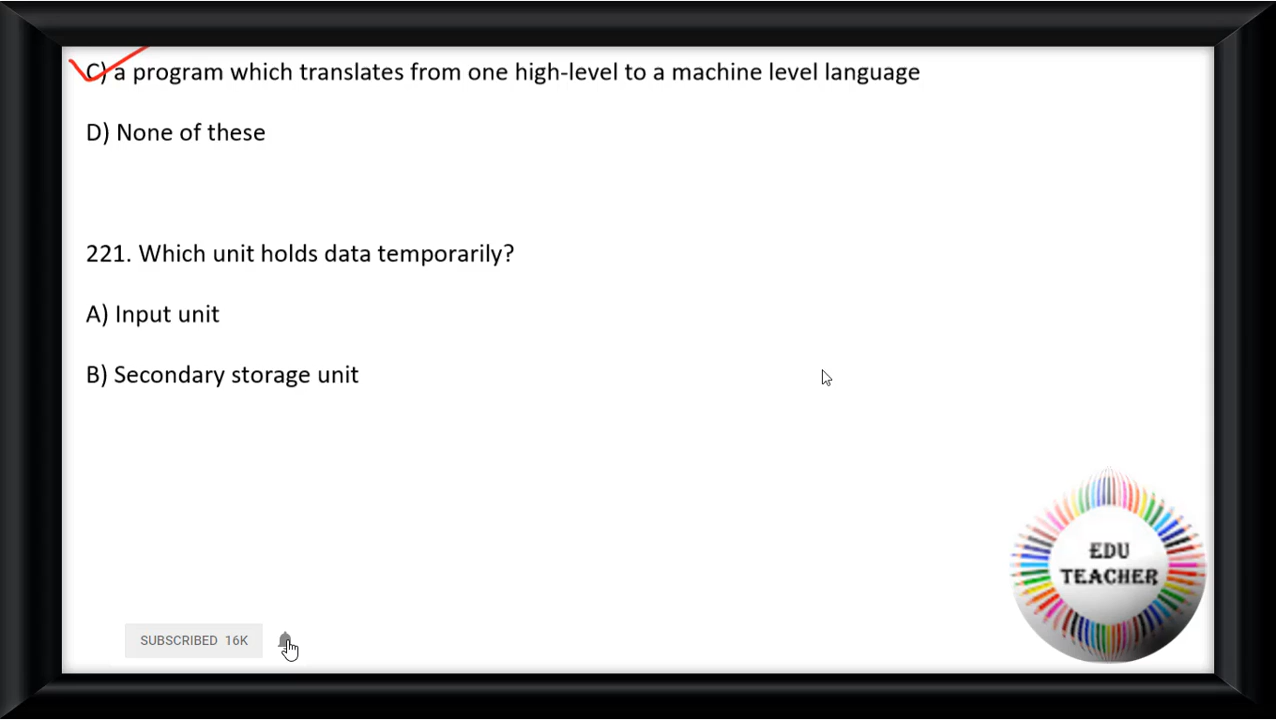 C) a program which translates from one high-level to a machine level language
D) None of these
221. Which unit holds data temporarily?
A) Input unit
B) Secondary storage unit
EDU
TEACHER
SUBSCRIBED 16K